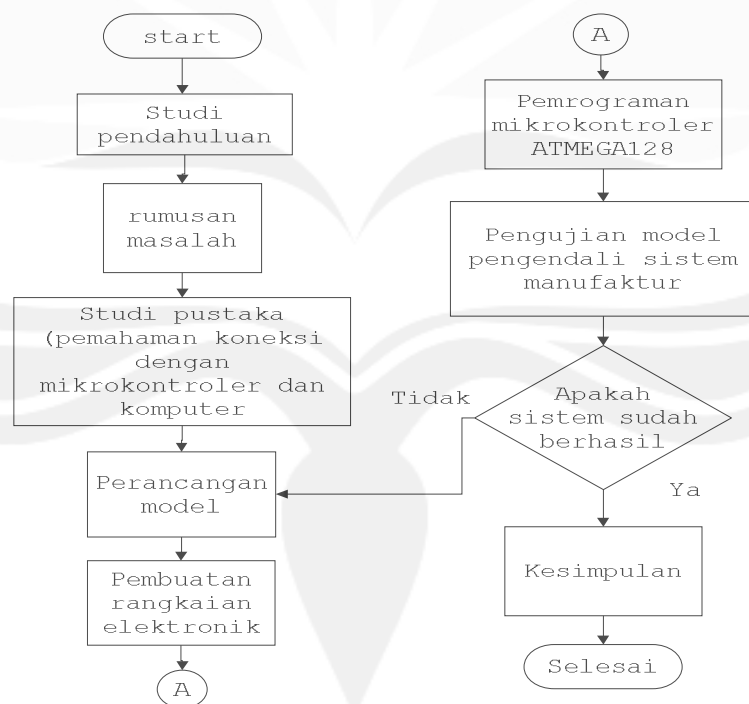 start
Studi
pendahuluan
rumusan
masalah
Studi pustaka
(pemahaman koneksi
dengan
mikrokontroler dan
komputer
Perancangan
model
Pembuatan
rangkaian
elektronik
A
A
Pemrograman
mikrokontroler
ATMEGA128
Pengujian model
pengendali sistem
manufaktur
Apakah
sistem sudah
berhasil
Tidak
Ya
Kesimpulan
Selesai